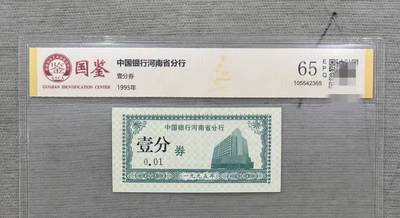 国鉴
GUOJIAN IDENTIFICATION CENTER
中国银行河南省分行
壹分券
1995年
65
EPQ
105542365
中国银行河南省分行
壹分 券
0.01
一九九五年